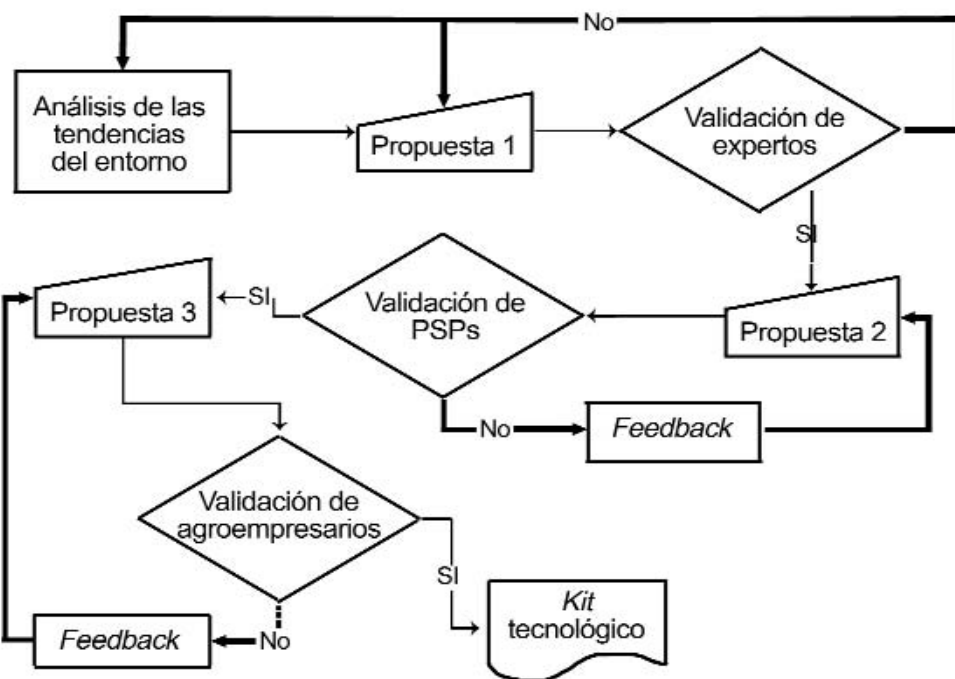 No
Análisis de las
tendencias
del entorno
Propuesta 1
Validación de
expertos
SI
Propuesta 3
SI
Validación de
PSPs
Propuesta 2
No
Feedback
Validación de
agroempresarios
SI
Kit
tecnológico
Feedback
No